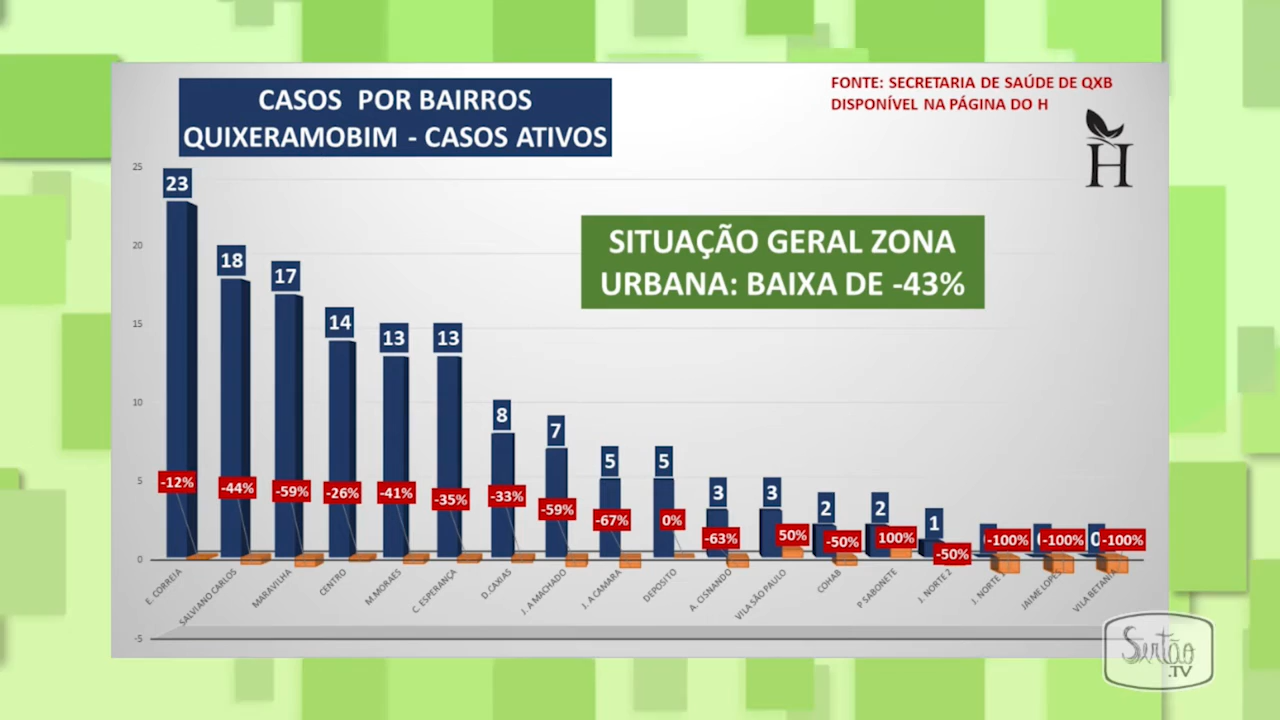 CASOS POR BAIRROS
QUIXERAMOBIM - CASOS ATIVOS
FONTE: SECRETARIA DE SAÚDE DE QXB
DISPONÍVEL NA PÁGINA DO H
H
SITUAÇÃO GERAL ZONA
URBANA: BAIXA DE -43%
25
20
15
10
5
0
-5
23
18
17
14
13
13
8
7
5
5
3
3
2
2
1
0
-12%
-44%
-59%
-26%
-41%
-35%
-33%
-59%
-67%
0%
-63%
50%
-50%
100%
-50%
-100%
-100%
-100%
E. CORREIA
SALVIANO CARLOS
MARAVILHA
CENTRO
M.MORAES
C. ESPERANÇA
D.CAXIAS
J. A MACHADO
J. A CAMARA
DEPOSITO
A. CISNANDO
VILA SÃO PAULO
COHAB
P SABONETE
J. NORTE 2
J. NORTE
JAIME LOPES
VILA BETANIA
Sertão
.TV